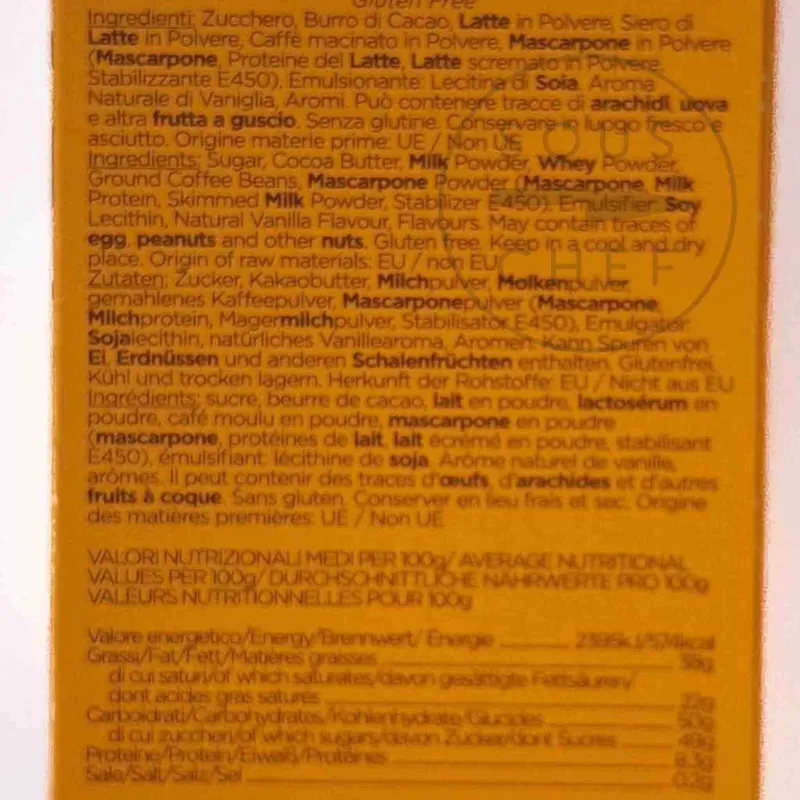 Gluten Free
Ingredienti: Zucchero, Burro di Cacao, Latte in Polvere, Siero di
Latte in Polvere, Caffè macinato in Polvere, Mascarpone in Polvere
(Mascarpone, Proteine del Latte, Latte scremato in Polvere,
Stabilizzante E450), Emulsionante: Lecitina di Soia, Aroma
Naturale di Vaniglia, Aromi. Può contenere tracce di arachidi, uova
e altra frutta a guscio. Senza glutine. Conservare in luogo fresco e
asciutto. Origine materie prime: UE / Non UE
Ingredients: Sugar, Cocoa Butter, Milk Powder, Whey Powder,
Ground Coffee Beans, Mascarpone Powder (Mascarpone, Milk
Protein, Skimmed Milk Powder, Stabilizer E450), Emulsifier: Soy
Lecithin, Natural Vanilla Flavour, Flavours. May contain traces of
egg, peanuts and other nuts. Gluten free. Keep in a cool and dry
place. Origin of raw materials: EU / non EU
Zutaten: Zucker, Kakaobutter, Milchpulver, Molkenpulver,
gemahlenes Kaffeepulver, Mascarponepulver (Mascarpone,
Milchprotein, Magermilchpulver, Stabilisator E450), Emulgator:
Sojalecithin, natürliches Vanillearoma, Aromen. Kann Spuren von
Ei, Erdnüssen und anderen Schalenfrüchten enthalten. Glutenfrei.
Kühl und trocken lagern. Herkunft der Rohstoffe: EU / Nicht aus EU
Ingrédients: sucre, beurre de cacao, lait en poudre, lactosérum en
poudre, café moulu en poudre, mascarpone en poudre
(mascarpone, protéines de lait, lait écrémé en poudre, stabilisant
E450), émulsifiant: lécithine de soja. Arôme naturel de vanille,
arômes. Il peut contenir des traces d'œufs, d'arachides et d'autres
fruits à coque. Sans gluten. Conserver en lieu frais et sec. Origine
des matières premières: UE / Non UE
VALORI NUTRIZIONALI MEDI PER 100g/ AVERAGE NUTRITIONAL
VALUES PER 100g/ DURCHSCHNITTLICHE NÄHRWERTE PRO 100g
VALEURS NUTRITIONNELLES POUR 100g
Valore energetico/Energy/Brennwert/ Énergie 2395kJ/574kcal
Grassi/Fat/Fett/Matières grasses 38g
di cui saturi/of which saturates/davon gesättigte Fettsäuren/
dont acides gras saturés 23g
Carboidrati/Carbohydrates/Kohlenhydrate/Glucides 50g
di cui zuccheri/of which sugars/davon Zucker/dont Sucres 49g
Proteine/Protein/Eiweiß/Protéines 8.3g
Sale/Salt/Salz/Sel
SOUS
CHEF